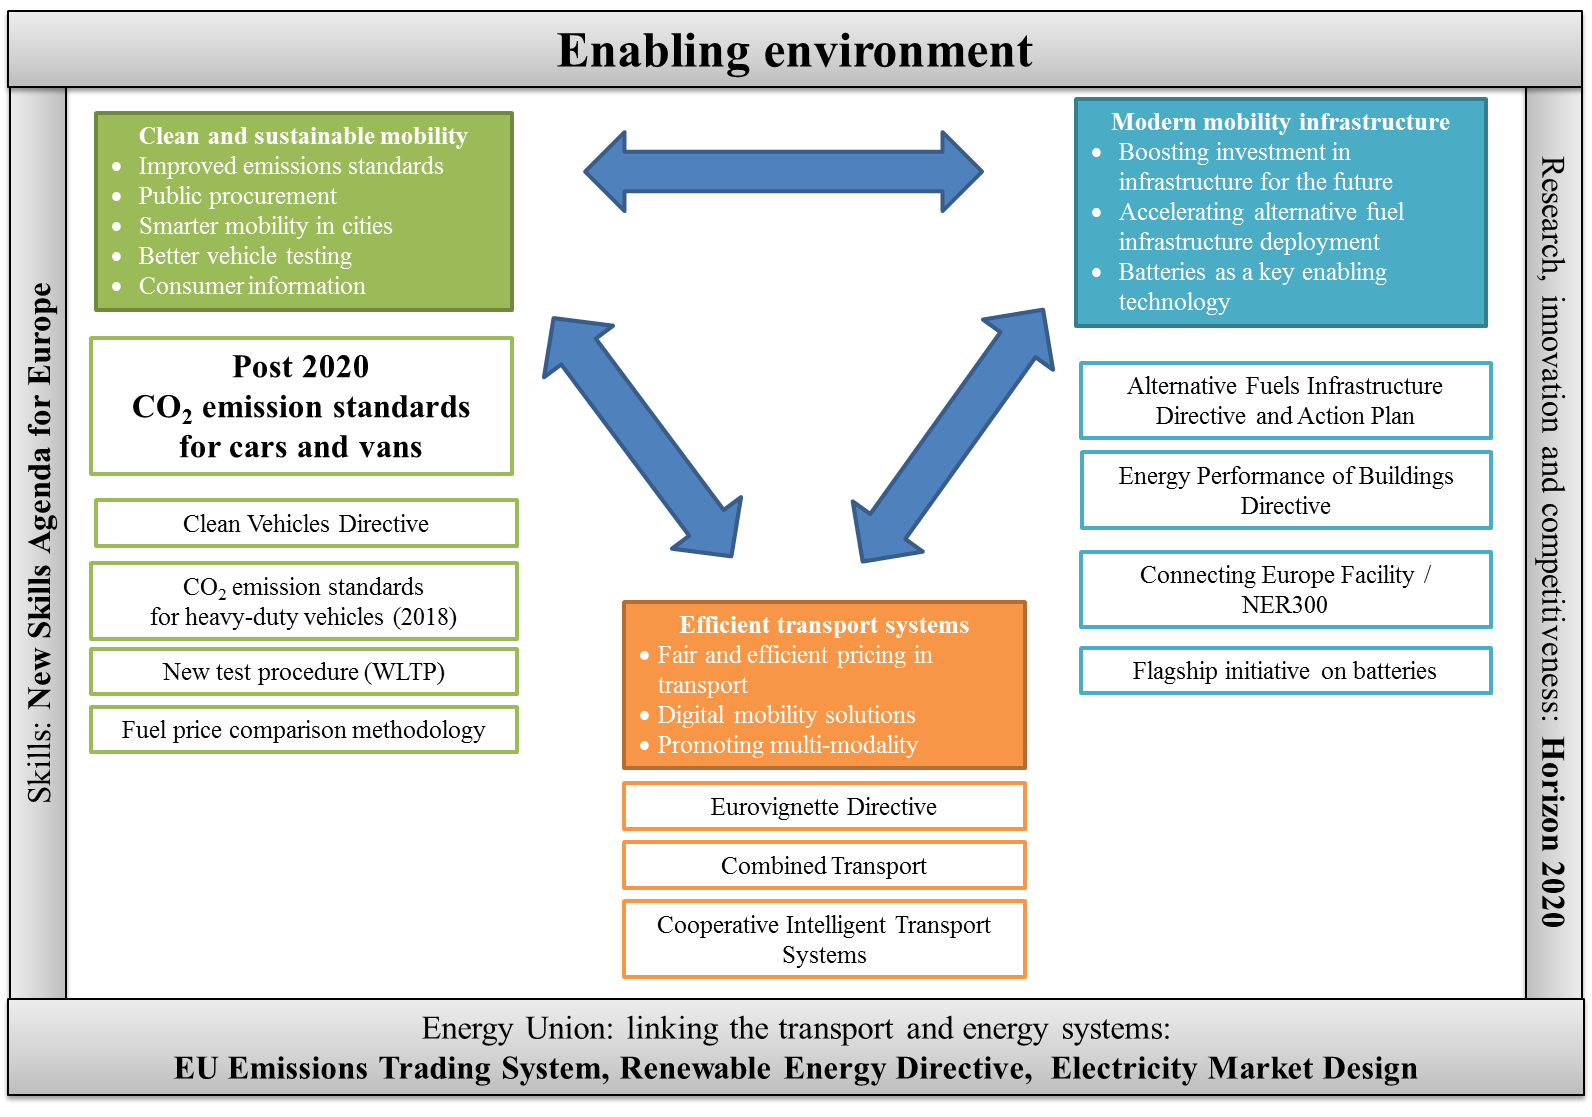 Enabling environment
Skills: New Skills Agenda for Europe
Clean and sustainable mobility
• Improved emissions standards
• Public procurement
• Smarter mobility in cities
• Better vehicle testing
• Consumer information
Post 2020
CO₂ emission standards
for cars and vans
Clean Vehicles Directive
CO₂ emission standards
for heavy-duty vehicles (2018)
New test procedure (WLTP)
Fuel price comparison methodology
Efficient transport systems
• Fair and efficient pricing in
transport
• Digital mobility solutions
• Promoting multi-modality
Eurovignette Directive
Combined Transport
Cooperative Intelligent Transport
Systems
Modern mobility infrastructure
• Boosting investment in
infrastructure for the future
• Accelerating alternative fuel
infrastructure deployment
• Batteries as a key enabling
technology
Alternative Fuels Infrastructure
Directive and Action Plan
Energy Performance of Buildings
Directive
Connecting Europe Facility /
NER300
Flagship initiative on batteries
Research, innovation and competitiveness: Horizon 2020
Energy Union: linking the transport and energy systems:
EU Emissions Trading System, Renewable Energy Directive, Electricity Market Design